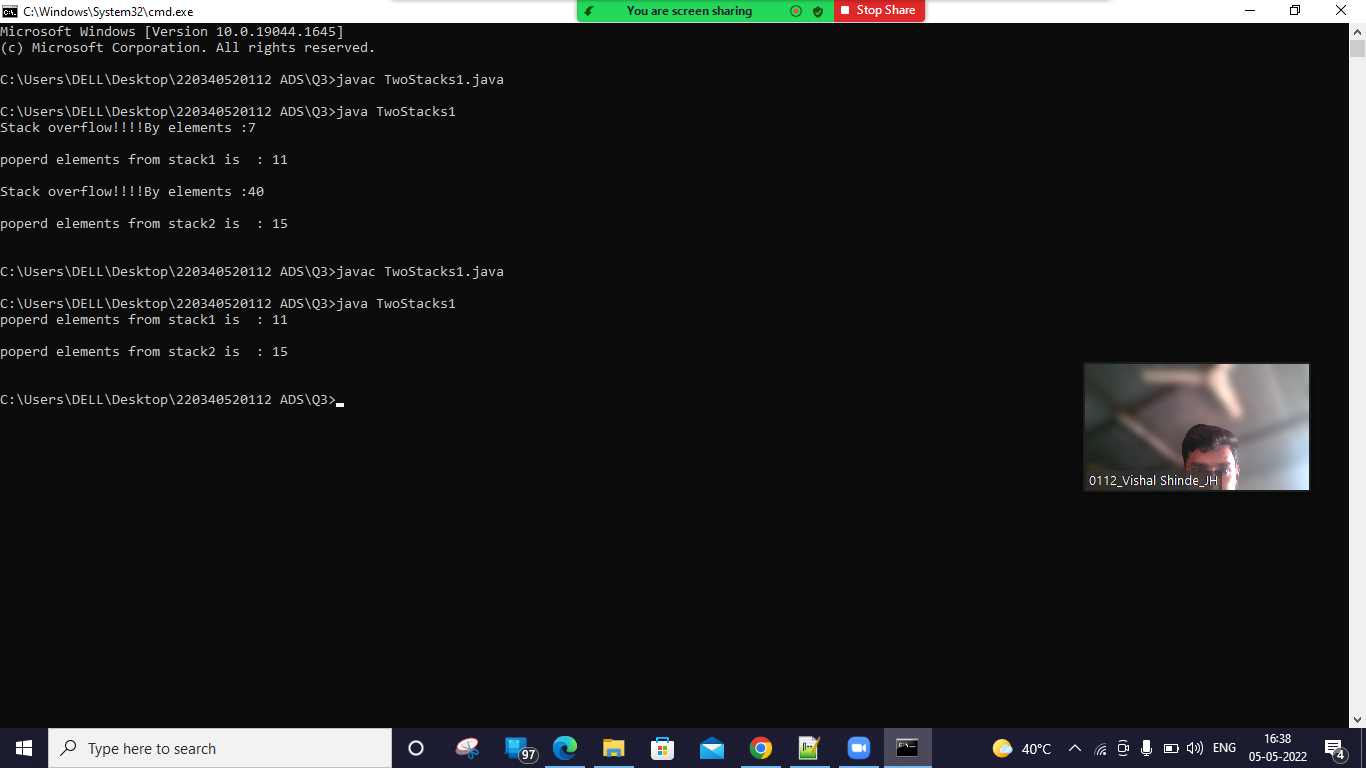 C:\Windows\System32\cmd.exe
You are screen sharing
Stop Share
Microsoft Windows [Version 10.0.19044.1645]
(c) Microsoft Corporation. All rights reserved.
C:\Users\DELL\Desktop\220340520112 ADS\Q3>javac TwoStacks1.java
C:\Users\DELL\Desktop\220340520112 ADS\Q3>java TwoStacks1
Stack overflow!!!!By elements :7
poperd elements from stack1 is  : 11
Stack overflow!!!!By elements :40
poperd elements from stack2 is  : 15
C:\Users\DELL\Desktop\220340520112 ADS\Q3>javac TwoStacks1.java
C:\Users\DELL\Desktop\220340520112 ADS\Q3>java TwoStacks1
poperd elements from stack1 is  : 11
poperd elements from stack2 is  : 15
C:\Users\DELL\Desktop\220340520112 ADS\Q3>
0112_Vishal Shinde_JH
Type here to search
97
40°C
ENG
16:38
05-05-2022
4